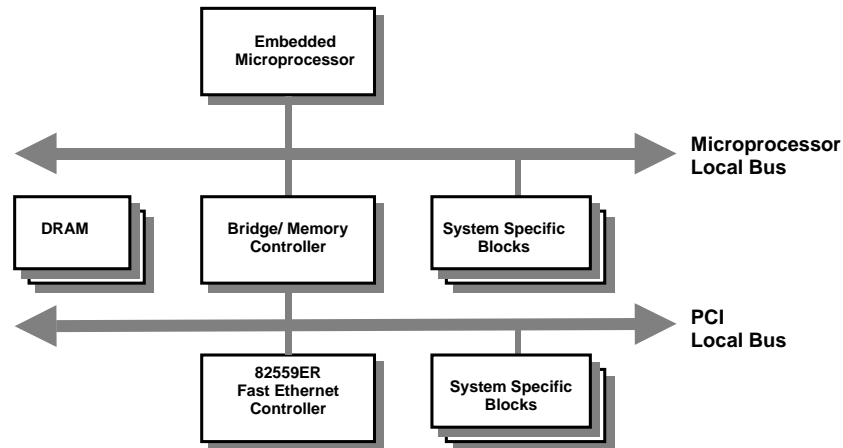 Embedded
Microprocessor
Microprocessor
Local Bus
DRAM
Bridge/ Memory
Controller
System Specific
Blocks
PCI
Local Bus
82559ER
Fast Ethernet
Controller
System Specific
Blocks